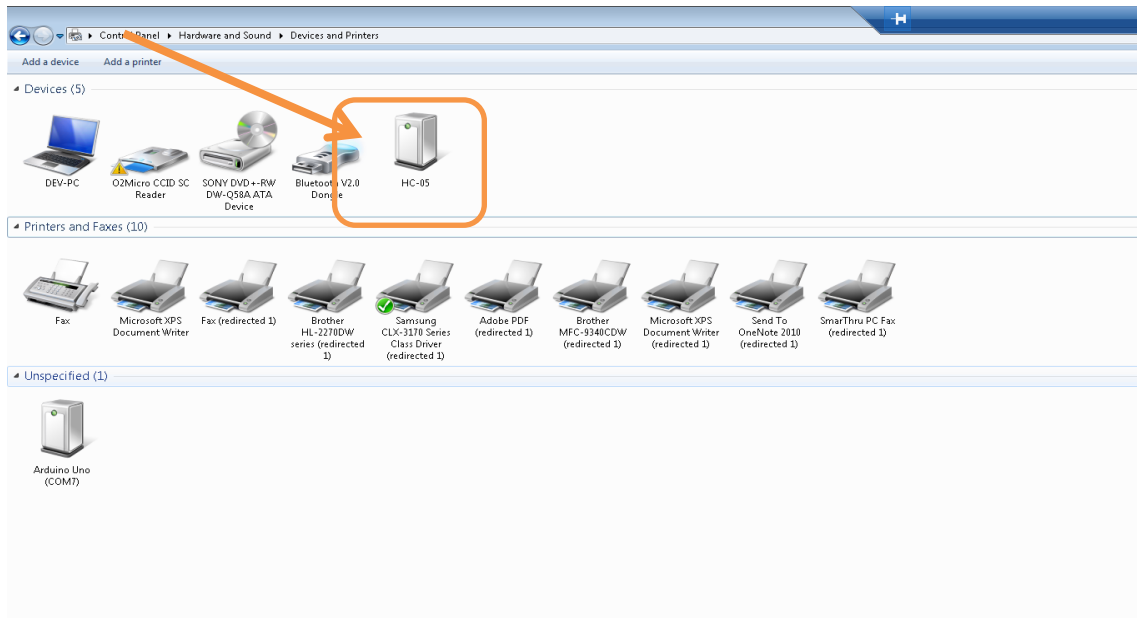 Control Panel ▸ Hardware and Sound ▸ Devices and Printers
Add a device Add a printer
Devices (5)
DEV-PC
O2Micro CCID SC
Reader
SONY DVD+-RW
DW-Q58A ATA
Device
Bluetooth V2.0
Dongle
HC-05
Printers and Faxes (10)
Fax
Microsoft XPS
Document Writer
Fax (redirected 1)
Brother
HL-2270DW
series (redirected
1)
Samsung
CLX-3170 Series
Class Driver
(redirected 1)
Adobe PDF
(redirected 1)
Brother
MFC-9340CDW
(redirected 1)
Microsoft XPS
Document Writer
(redirected 1)
Send To
OneNote 2010
(redirected 1)
SmarThru PC Fax
(redirected 1)
Unspecified (1)
Arduino Uno
(COM7)